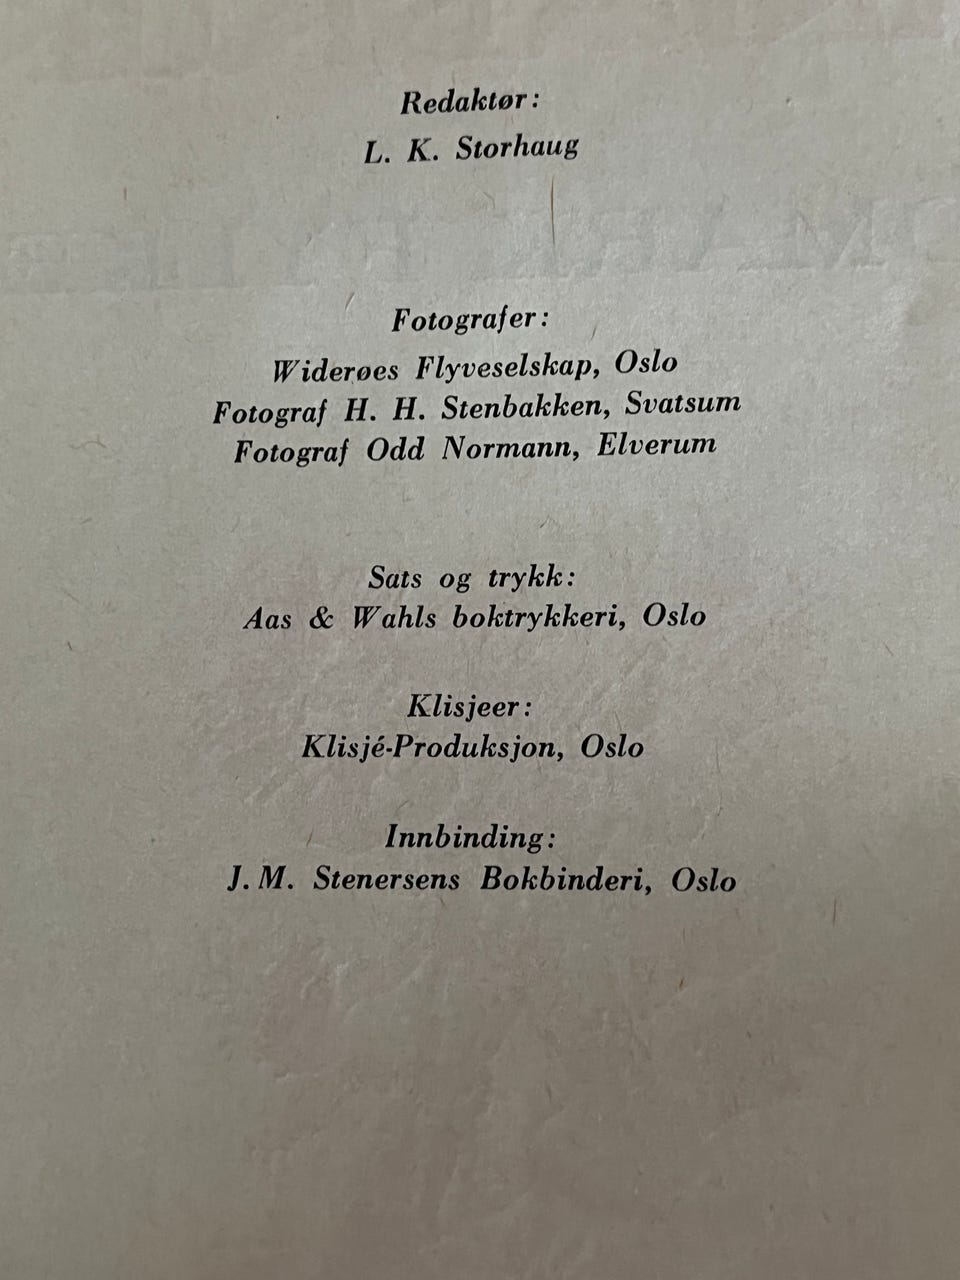 Redaktør:
L. K. Storhaug
Fotografer:
Widerøes Flyveselskap, Oslo
Fotograf H. H. Stenbakken, Svatsum
Fotograf Odd Normann, Elverum
Sats og trykk:
Aas & Wahls boktrykkeri, Oslo
Klisjeer:
Klisjé-Produksjon, Oslo
Innbinding:
J. M. Stenersens Bokbinderi, Oslo